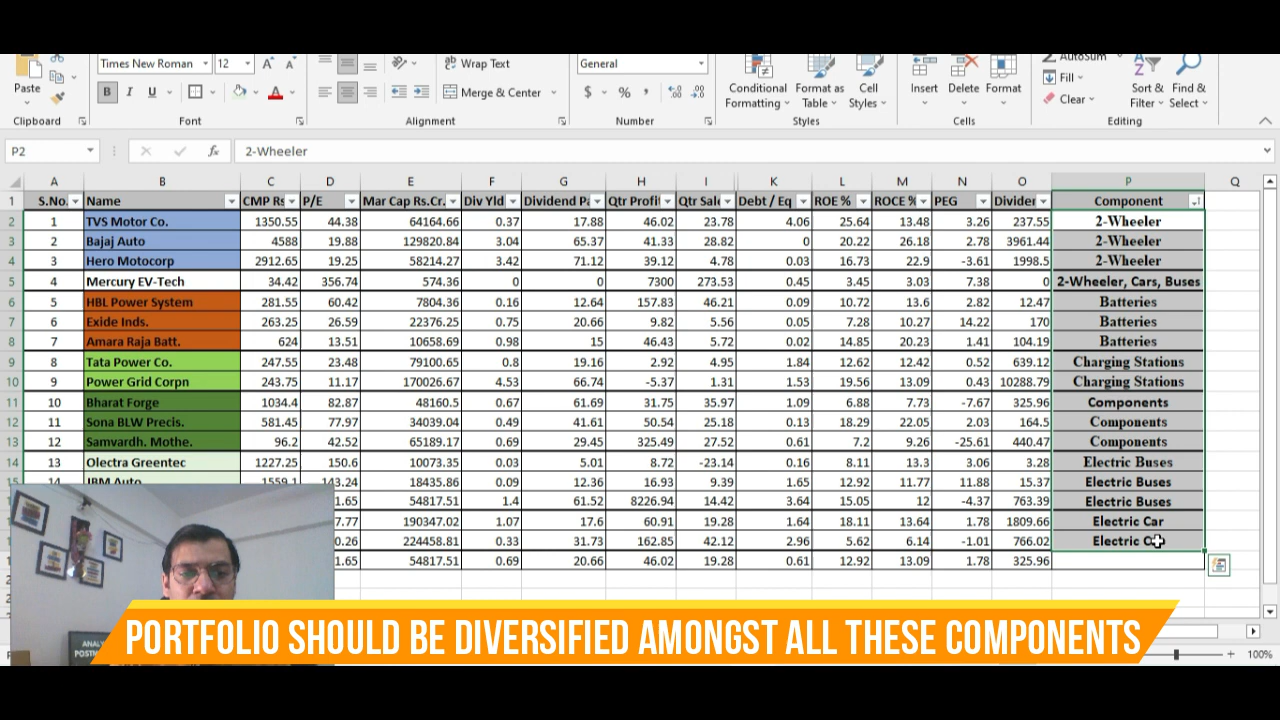 Times New Roman 12 A A Wrap Text General AutoSum
Paste B I U A Merge & Center $ % , Conditional Formatting Format as Table Cell Styles Insert Delete Format Fill Clear Sort & Filter Find & Select
Clipboard Font Alignment Number Styles Cells Editing
P2 fx 2-Wheeler
A B C D E F G H I K L M N O P Q
1 S.No. Name CMP Rs P/E Mar Cap Rs.Cr. Div Yld Dividend Pa Qtr Profit Qtr Sale Debt / Eq ROE % ROCE % PEG Dividen Component
2 1 TVS Motor Co. 1350.55 44.38 64164.66 0.37 17.88 46.02 23.78 4.06 25.64 13.48 3.26 237.55 2-Wheeler
3 2 Bajaj Auto 4588 19.88 129820.84 3.04 65.37 41.33 28.82 0 20.22 26.18 2.78 3961.44 2-Wheeler
4 3 Hero Motocorp 2912.65 19.25 58214.27 3.42 71.12 39.12 4.78 0.03 16.73 22.9 -3.61 1998.5 2-Wheeler
5 4 Mercury EV-Tech 34.42 356.74 574.36 0 0 7300 273.53 0.45 3.45 3.03 7.38 0 2-Wheeler, Cars, Buses
6 5 HBL Power System 281.55 60.42 7804.36 0.16 12.64 157.83 46.21 0.09 10.72 13.6 2.82 12.47 Batteries
7 6 Exide Inds. 263.25 26.59 22376.25 0.75 20.66 9.82 5.56 0.05 7.28 10.27 14.22 170 Batteries
8 7 Amara Raja Batt. 624 13.51 10658.69 0.98 15 46.43 5.72 0.02 14.85 20.23 1.41 104.19 Batteries
9 8 Tata Power Co. 247.55 23.48 79100.65 0.8 19.16 2.92 4.95 1.84 12.62 12.42 0.52 639.12 Charging Stations
10 9 Power Grid Corpn 243.75 11.17 170026.67 4.53 66.74 -5.37 1.31 1.53 19.56 13.09 0.43 10288.79 Charging Stations
11 10 Bharat Forge 1034.4 82.87 48160.5 0.67 61.69 31.75 35.97 1.09 6.88 7.73 -7.67 325.96 Components
12 11 Sona BLW Precis. 581.45 77.97 34039.04 0.49 41.61 50.54 25.18 0.13 18.29 22.05 2.03 164.5 Components
13 12 Samvardh. Mothe. 96.2 42.52 65189.17 0.69 29.45 325.49 27.52 0.61 7.2 9.26 -25.61 440.47 Components
14 13 Olectra Greentec 1227.25 150.6 10073.35 0.03 5.01 8.72 -23.14 0.16 8.11 13.3 3.06 3.28 Electric Buses
15 14 JBM Auto 1559.1 143.24 18435.86 0.09 12.36 16.93 9.39 1.65 12.92 11.77 11.88 15.37 Electric Buses
1.65 54817.51 1.4 61.52 8226.94 14.42 3.64 15.05 12 -4.37 763.39 Electric Buses
7.77 190347.02 1.07 17.6 60.91 19.28 1.64 18.11 13.64 1.78 1809.66 Electric Car
0.26 224458.81 0.33 31.73 162.85 42.12 2.96 5.62 6.14 -1.01 766.02 Electric Car
1.65 54817.51 0.69 20.66 46.02 19.28 0.61 12.92 13.09 1.78 325.96
PORTFOLIO SHOULD BE DIVERSIFIED AMONGST ALL THESE COMPONENTS
100%